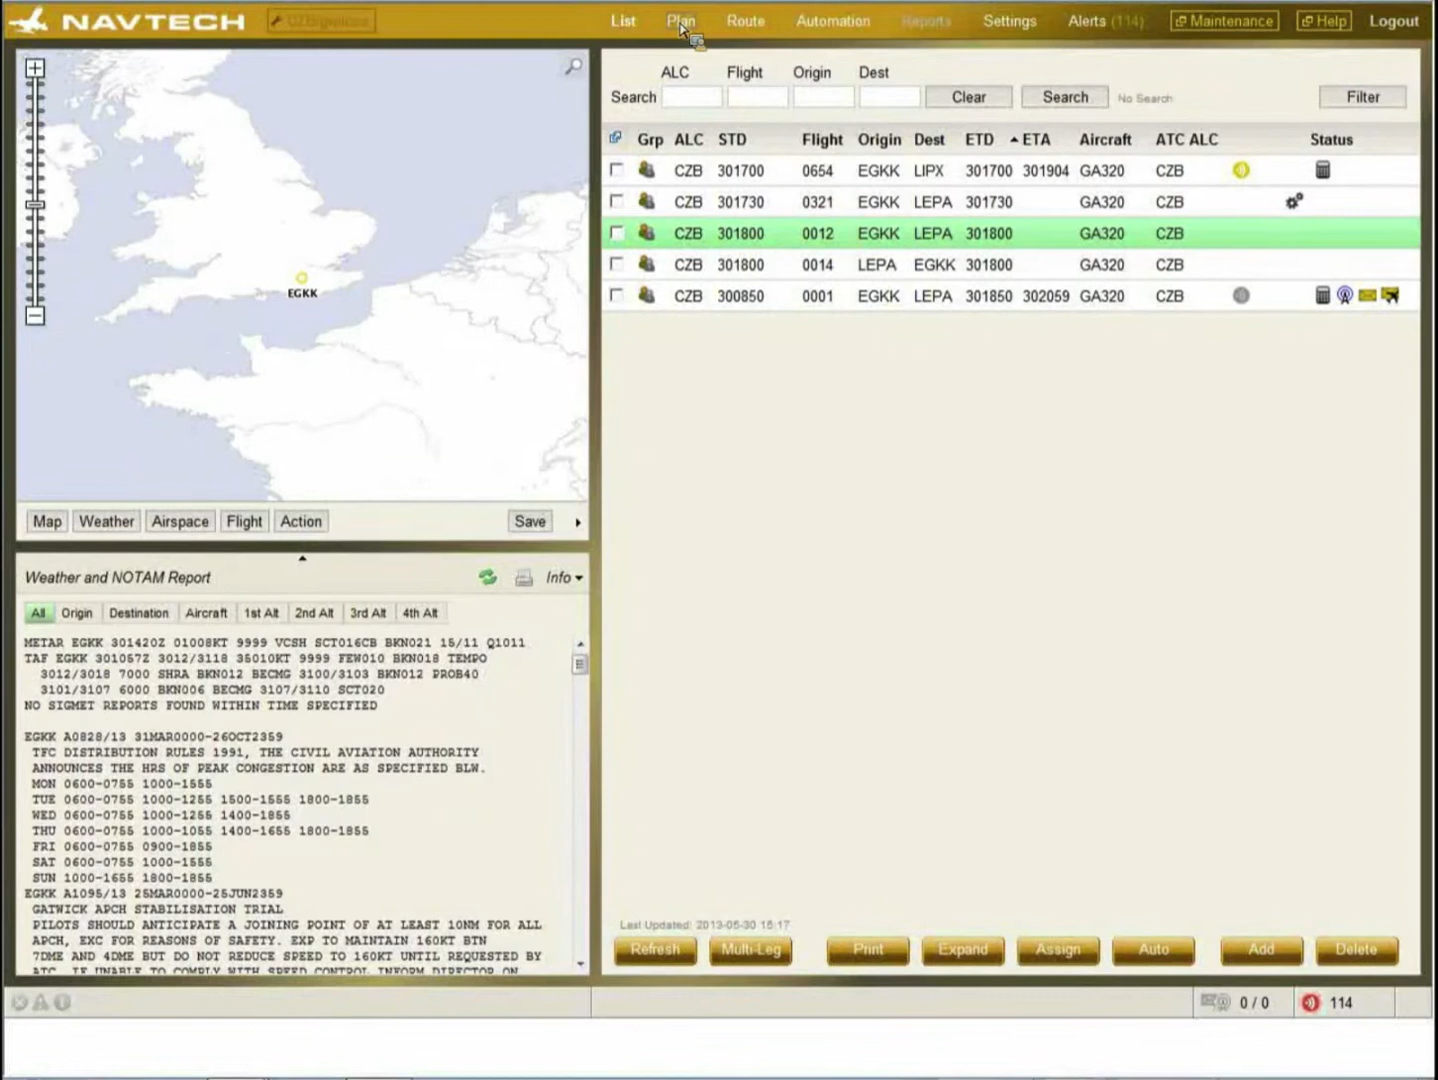 NAVTECH
List Plan Route Automation Reports Settings Alerts (114) Maintenance Help Logout
EGKK
Map Weather Airspace Flight Action Save
Weather and NOTAM Report Info
All Origin Destination Aircraft 1st Alt 2nd Alt 3rd Alt 4th Alt
METAR EGKK 301420Z 01008KT 9999 VCSH SCT016CB BKN021 15/11 Q1011
TAF EGKK 301057Z 3012/3118 35010KT 9999 FEW010 BKN018 TEMPO
3012/3018 7000 SHRA BKN012 BECMG 3100/3103 BKN012 PROB40
3101/3107 6000 BKN006 BECMG 3107/3110 SCT020
NO SIGMET REPORTS FOUND WITHIN TIME SPECIFIED
EGKK A0828/13 31MAR0000-26OCT2359
TFC DISTRIBUTION RULES 1991, THE CIVIL AVIATION AUTHORITY
ANNOUNCES THE HRS OF PEAK CONGESTION ARE AS SPECIFIED BLW.
MON 0600-0755 1000-1555
TUE 0600-0755 1000-1255 1500-1555 1800-1855
WED 0600-0755 1000-1255 1400-1855
THU 0600-0755 1000-1055 1400-1655 1800-1855
FRI 0600-0755 0900-1855
SAT 0600-0755 1000-1555
SUN 1000-1655 1800-1855
EGKK A1095/13 25MAR0000-25JUN2359
GATWICK APCH STABILISATION TRIAL
PILOTS SHOULD ANTICIPATE A JOINING POINT OF AT LEAST 10NM FOR ALL
APCH, EXC FOR REASONS OF SAFETY. EXP TO MAINTAIN 160KT BTN
7DME AND 4DME BUT DO NOT REDUCE SPEED TO 160KT UNTIL REQUESTED BY
ATC. IF UNABLE TO COMPLY WITH SPEED CONTROL INFORM DIRECTOR ON
ALC Flight Origin Dest
Search Clear Search No Search Filter
Grp ALC STD Flight Origin Dest ETD ETA Aircraft ATC ALC Status
CZB 301700 0654 EGKK LIPX 301700 301904 GA320 CZB
CZB 301730 0321 EGKK LEPA 301730 GA320 CZB
CZB 301800 0012 EGKK LEPA 301800 GA320 CZB
CZB 301800 0014 LEPA EGKK 301800 GA320 CZB
CZB 300850 0001 EGKK LEPA 301850 302059 GA320 CZB
Last Updated: 2013-05-30 15:17
Refresh Multi-Leg Print Expand Assign Auto Add Delete
0 / 0 114